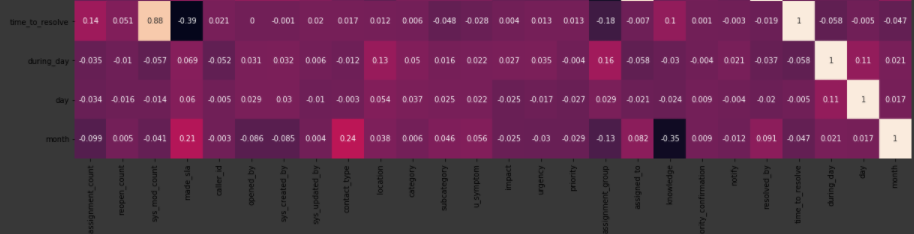 time_to_resolve 0.14 0.051 0.88 -0.39 0.021 0 -0.001 0.02 0.017 0.012 0.006 -0.048 -0.028 0.004 0.013 0.013 -0.18 -0.007 0.1 0.001 -0.003 -0.019 1 -0.058 -0.005 -0.047
during_day -0.035 -0.01 -0.057 0.069 -0.052 0.031 0.032 0.006 -0.012 0.13 0.05 0.016 0.022 0.027 0.035 -0.004 0.16 -0.058 -0.03 -0.004 0.021 -0.037 -0.058 1 0.11 0.021
day -0.034 -0.016 -0.014 0.06 -0.005 0.029 0.03 -0.01 0.003 0.054 0.037 0.025 0.022 -0.025 -0.017 -0.027 0.029 -0.021 -0.024 0.009 -0.004 -0.02 -0.005 0.11 1 0.017
month -0.099 0.005 -0.041 0.21 -0.003 -0.086 -0.085 0.004 0.24 0.038 0.006 0.046 0.056 -0.025 -0.03 -0.029 -0.13 0.082 -0.35 0.009 -0.012 0.091 -0.047 0.021 0.017 1
assignment_count
reopen_count
sys_mod_count
made_sla
caller_id
opened_by
sys_created_by
sys_updated_by
contact_type
location
category
subcategory
u_symptom
impact
urgency
priority
assignment_group
assigned_to
knowledge
ority_confirmation
notify
resolved_by
time_to_resolve
during_day
day
month